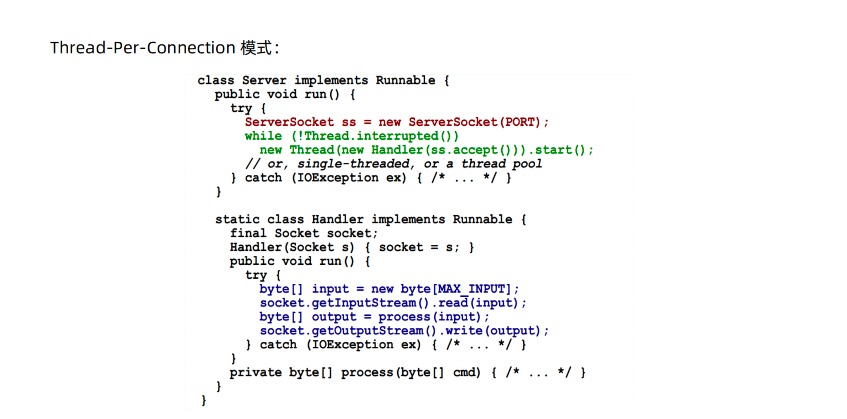 Thread-Per-Connection 模式：
class Server implements Runnable {
public void run() {
try {
ServerSocket ss = new ServerSocket(PORT);
while (!Thread.interrupted())
new Thread(new Handler(ss.accept())).start();
// or, single-threaded, or a thread pool
} catch (IOException ex) { /* ... */ }
}
static class Handler implements Runnable {
final Socket socket;
Handler(Socket s) { socket = s; }
public void run() {
try {
byte[] input = new byte[MAX_INPUT];
socket.getInputStream().read(input);
byte[] output = process(input);
socket.getOutputStream().write(output);
} catch (IOException ex) { /* ... */ }
}
private byte[] process(byte[] cmd) { /* ... */ }
}
}